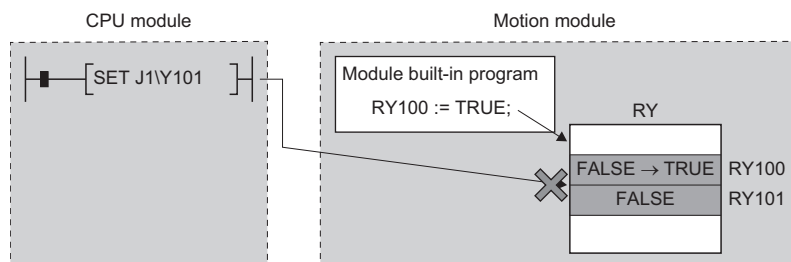 CPU module
Motion module
SET J1\Y101
Module built-in program
RY100 := TRUE;
RY
FALSE → TRUE RY100
FALSE RY101